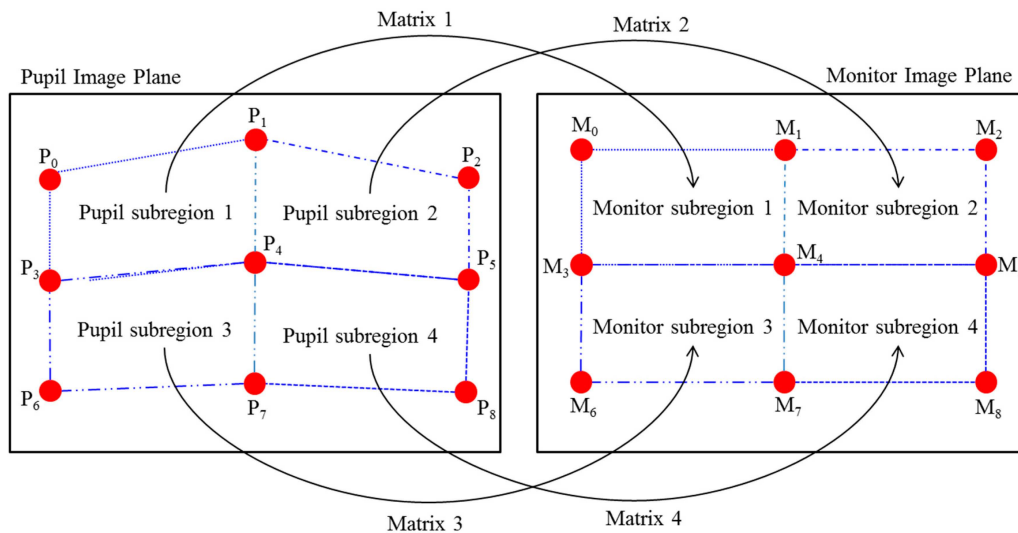 Matrix 1
Matrix 2
Pupil Image Plane
Monitor Image Plane
P₀
P₁
P₂
M₀
M₁
M₂
Pupil subregion 1
Pupil subregion 2
Monitor subregion 1
Monitor subregion 2
P₃
P₄
P₅
M₃
M₄
M
Pupil subregion 3
Pupil subregion 4
Monitor subregion 3
Monitor subregion 4
P₆
P₇
P₈
M₆
M₇
M₈
Matrix 3
Matrix 4